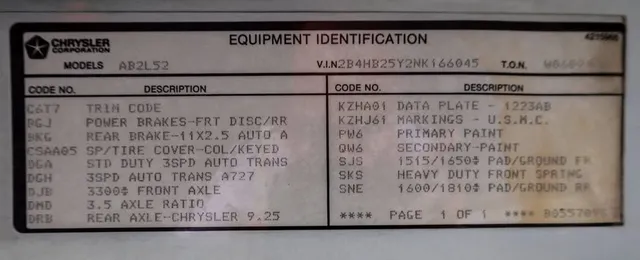 CHRYSLER CORPORATION
EQUIPMENT IDENTIFICATION
MODELS AB2L52 V.I.N. 2B4HB25Y2NK166045 T.O.N.
CODE NO. DESCRIPTION
C6T7 TRIM CODE
BGJ POWER BRAKES-FRT DISC/RR
BKG REAR BRAKE-11X2.5 AUTO A
CSAA05 SP/TIRE COVER-COL/KEYED
DGA STD DUTY 3SPD AUTO TRANS
DGH 3SPD AUTO TRANS A727
DJB 3300# FRONT AXLE
DMD 3.5 AXLE RATIO
DRB REAR AXLE-CHRYSLER 9.25
CODE NO. DESCRIPTION
KZHA01 DATA PLATE - 1223AB
KZHJ61 MARKINGS - U.S.M.C.
PW6 PRIMARY PAINT
QW6 SECONDARY-PAINT
SJS 1515/1650# PAD/GROUND FR
SKS HEAVY DUTY FRONT SPRING
SNE 1600/1810# PAD/GROUND RR
**** PAGE 1 OF 1 ****